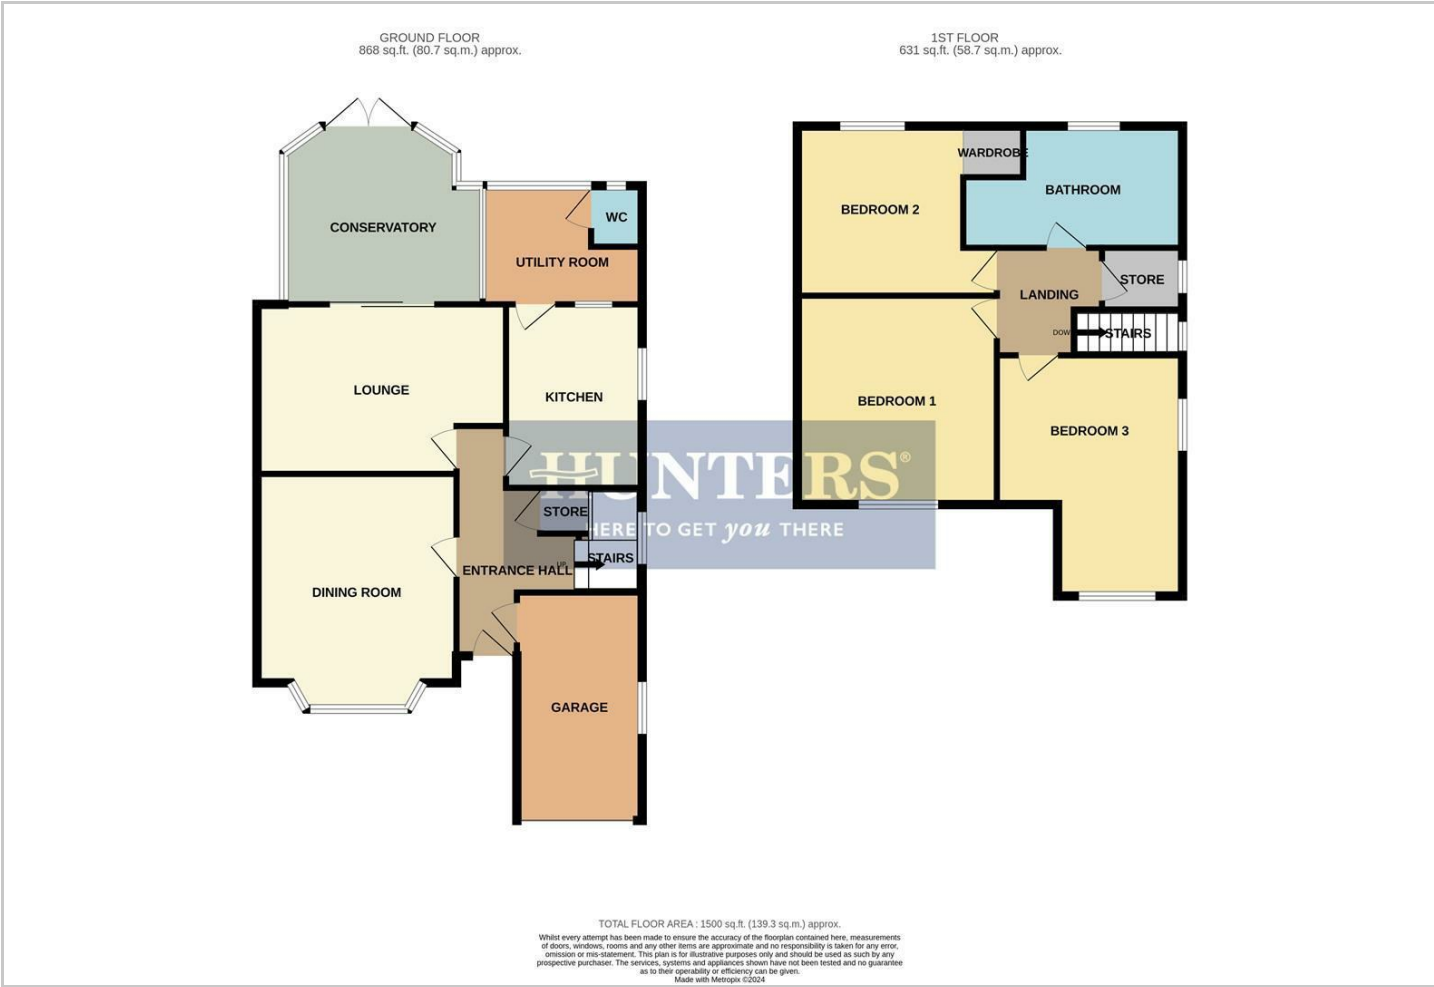 GROUND FLOOR
868 sq.ft. (80.7 sq.m.) approx.
1ST FLOOR
631 sq.ft. (58.7 sq.m.) approx.
CONSERVATORY
WC
UTILITY ROOM
LOUNGE
KITCHEN
STORE
STAIRS
UP
ENTRANCE HALL
DINING ROOM
GARAGE
WARDROBE
BATHROOM
BEDROOM 2
STORE
LANDING
DOW
STAIRS
BEDROOM 1
BEDROOM 3
HUNTERS®
HERE TO GET you THERE
TOTAL FLOOR AREA : 1500 sq.ft. (139.3 sq.m.) approx.
Whilst every attempt has been made to ensure the accuracy of the floorplan contained here, measurements
of doors, windows, rooms and any other items are approximate and no responsibility is taken for any error,
omission or mis-statement. This plan is for illustrative purposes only and should be used as such by any
prospective purchaser. The services, systems and appliances shown have not been tested and no guarantee
as to their operability or efficiency can be given.
Made with Metropix ©2024